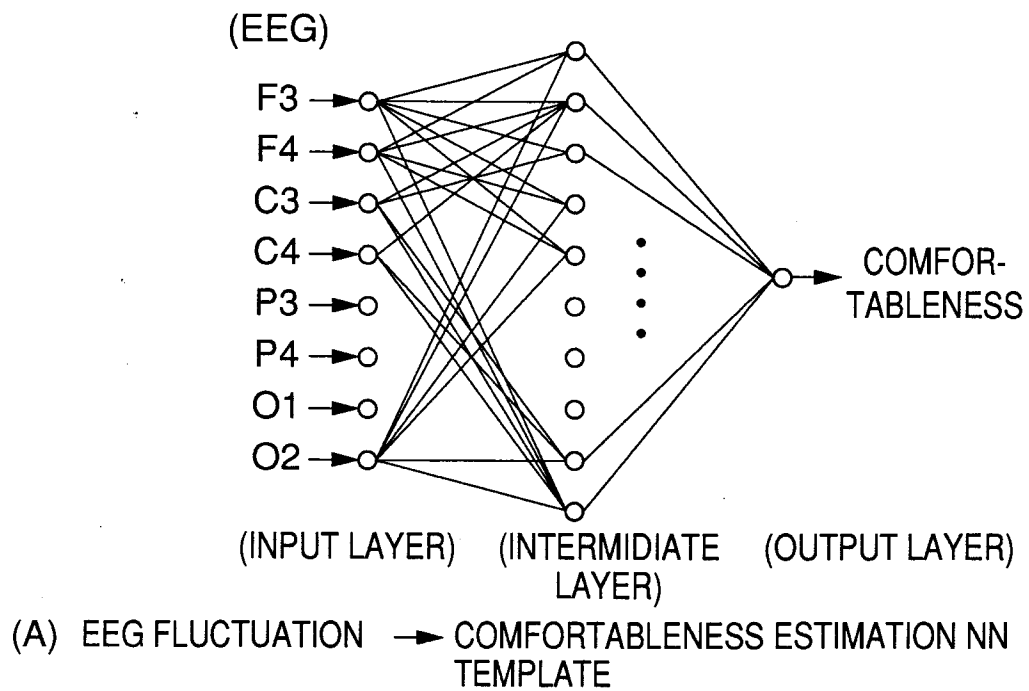 (EEG)
F3
F4
C3
C4
P3
P4
O1
O2
COMFOR-
TABLENESS
(INPUT LAYER)
(INTERMIDIATE
LAYER)
(OUTPUT LAYER)
(A) EEG FLUCTUATION → COMFORTABLENESS ESTIMATION NN
TEMPLATE